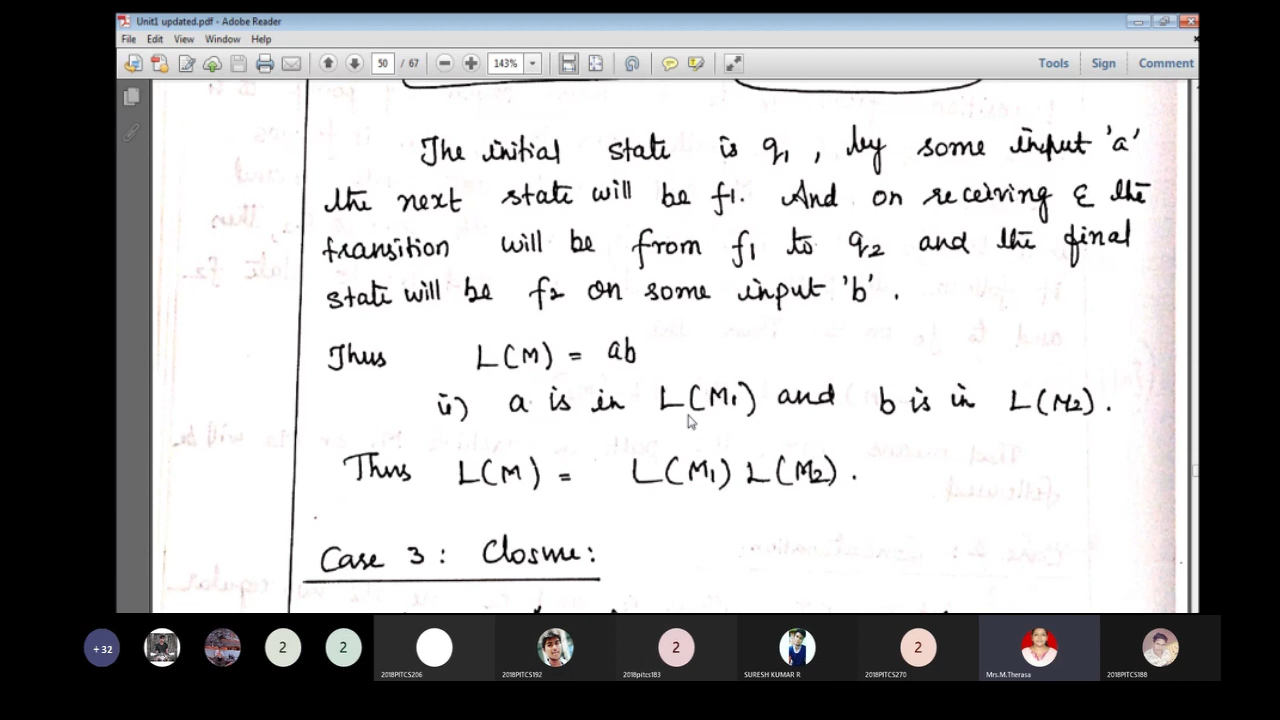 Unit1 updated.pdf - Adobe Reader
File Edit View Window Help
50 / 67 143% Tools Sign Comment
The initial state is q1, by some input 'a'
the next state will be f1. And on receiving ε the
transition will be from f1 to q2 and the final
state will be f2 on some input 'b'.
Thus L(M) = ab
ii) a is in L(M1) and b is in L(M2).
Thus L(M) = L(M1) L(M2).
Case 3: Closure:
+32 2 2 2 2
2018PITCS206 2018PITCS192 2018pitcs183 SURESH KUMAR R 2018PITCS270 Mrs.M.Therasa 2018PITCS188